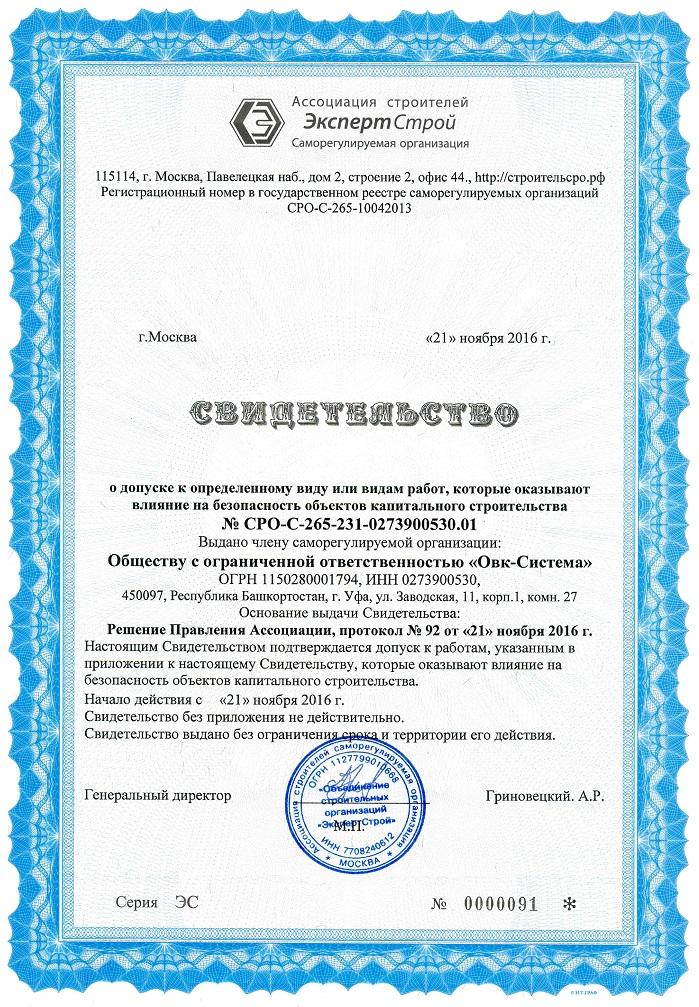 Ассоциация строителей
ЭкспертСтрой
Саморегулируемая организация
115114, г. Москва, Павелецкая наб., дом 2, строение 2, офис 44., http://строительсро.рф
Регистрационный номер в государственном реестре саморегулируемых организаций
СРО-С-265-10042013
г.Москва «21» ноября 2016 г.
СВИДЕТЕЛЬСТВО
о допуске к определенному виду или видам работ, которые оказывают
влияние на безопасность объектов капитального строительства
№ СРО-С-265-231-0273900530.01
Выдано члену саморегулируемой организации:
Обществу с ограниченной ответственностью «Овк-Система»
ОГРН 1150280001794, ИНН 0273900530,
450097, Республика Башкортостан, г. Уфа, ул. Заводская, 11, корп.1, комн. 27
Основание выдачи Свидетельства:
Решение Правления Ассоциации, протокол № 92 от «21» ноября 2016 г.
Настоящим Свидетельством подтверждается допуск к работам, указанным в
приложении к настоящему Свидетельству, которые оказывают влияние на
безопасность объектов капитального строительства.
Начало действия с «21» ноября 2016 г.
Свидетельство без приложения не действительно.
Свидетельство выдано без ограничения срока и территории его действия.
Ассоциация строителей саморегулируемая организация
ОГРН 1127799010668
«Объединение
строительных
организаций
«Эксперт Строй»
ИНН 7708240612
* МОСКВА *
Генеральный директор Гриновецкий. А.Р.
М.П.
Серия ЭС № 0000091 *
© Н.Т.ГРАФ